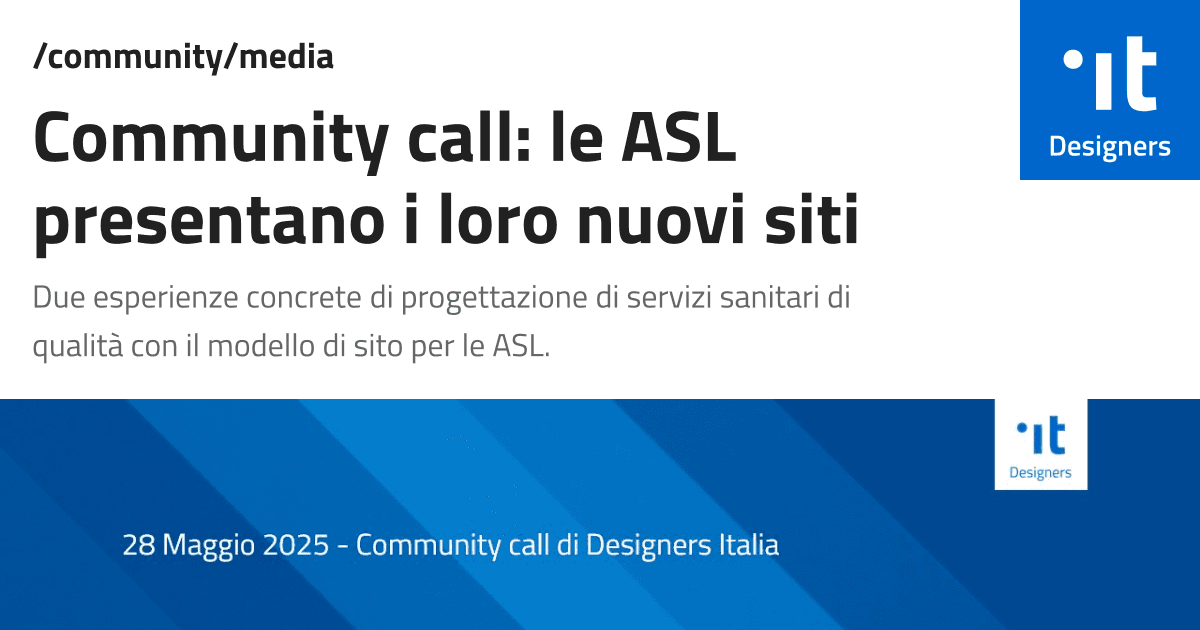 /community/media
·it
Designers
Community call: le ASL
presentano i loro nuovi siti
Due esperienze concrete di progettazione di servizi sanitari di
qualità con il modello di sito per le ASL.
·it
Designers
28 Maggio 2025 - Community call di Designers Italia